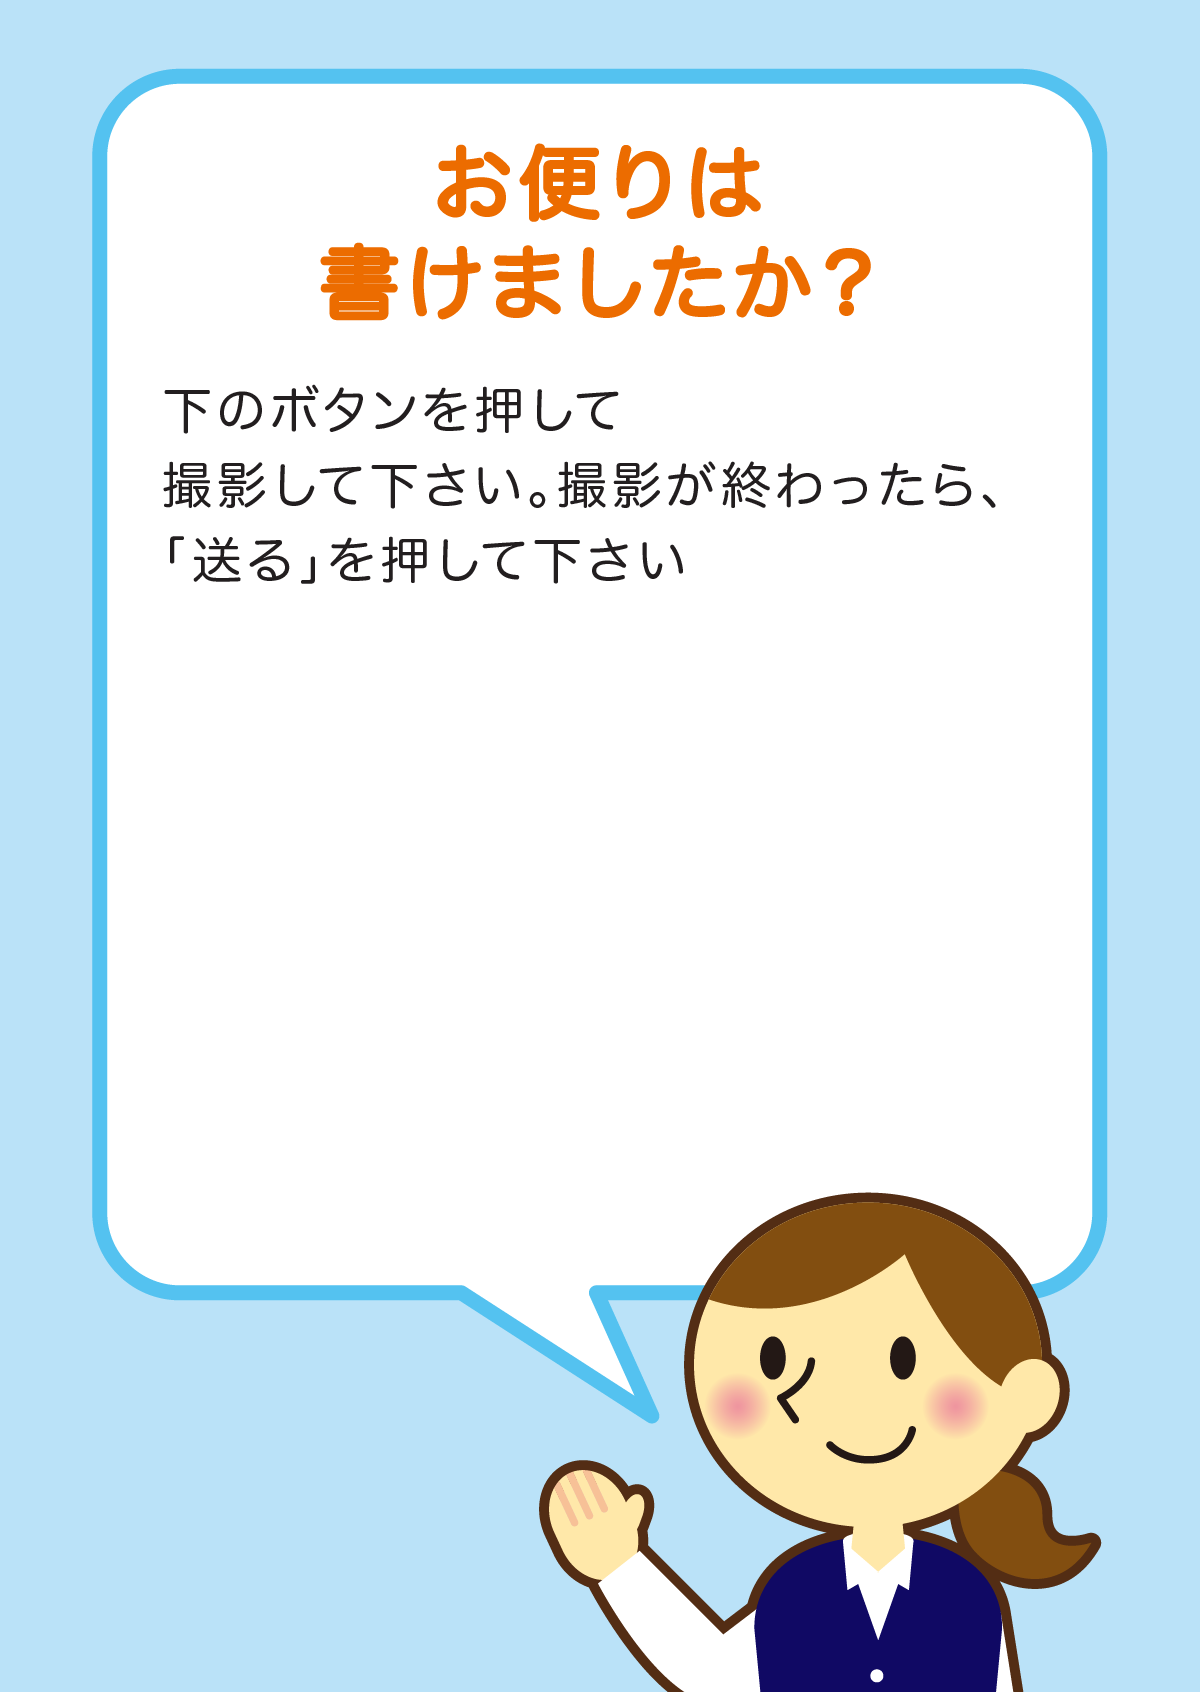 お便りは
書けましたか？
下のボタンを押して
撮影して下さい。撮影が終わったら、
「送る」を押して下さい